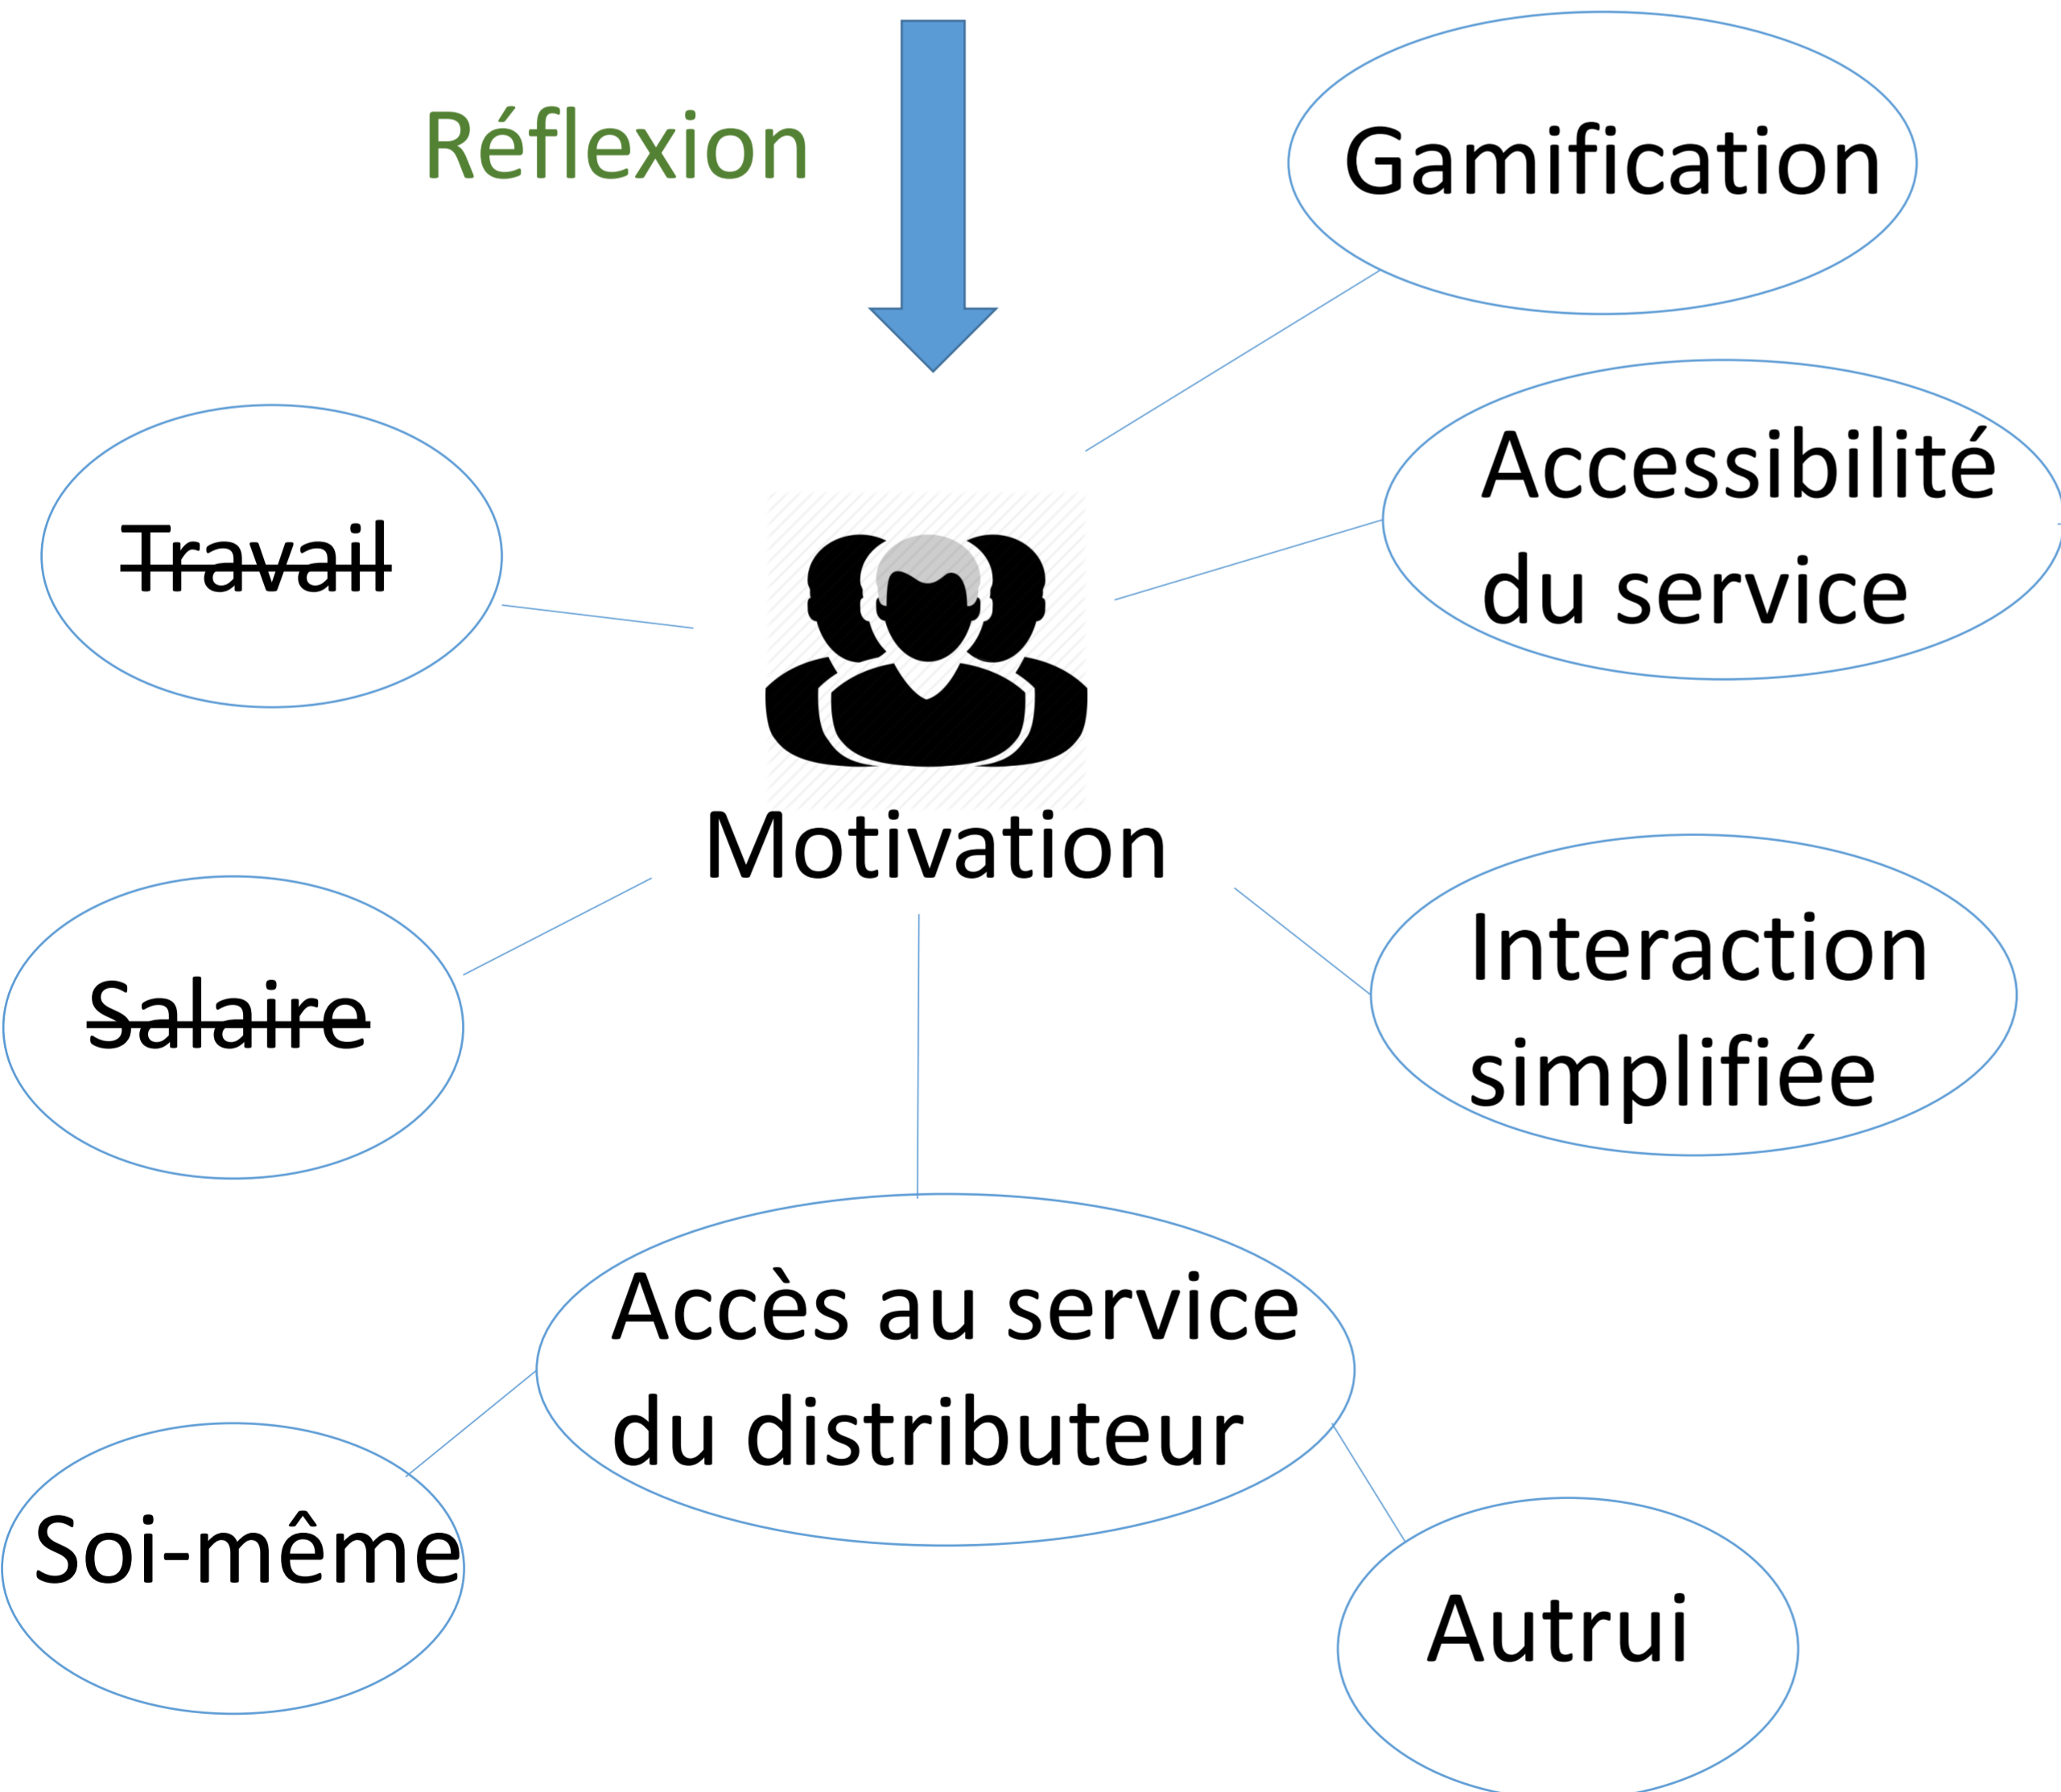 Réflexion
Gamification
Accessibilité
du service
Travail
Motivation
Salaire
Interaction
simplifiée
Accès au service
du distributeur
Soi-même
Autrui